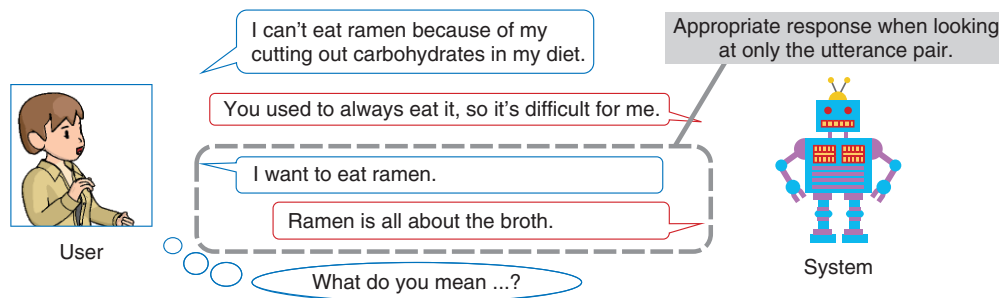 I can't eat ramen because of my
cutting out carbohydrates in my diet.
Appropriate response when looking
at only the utterance pair.
You used to always eat it, so it's difficult for me.
I want to eat ramen.
Ramen is all about the broth.
User
What do you mean ...?
System